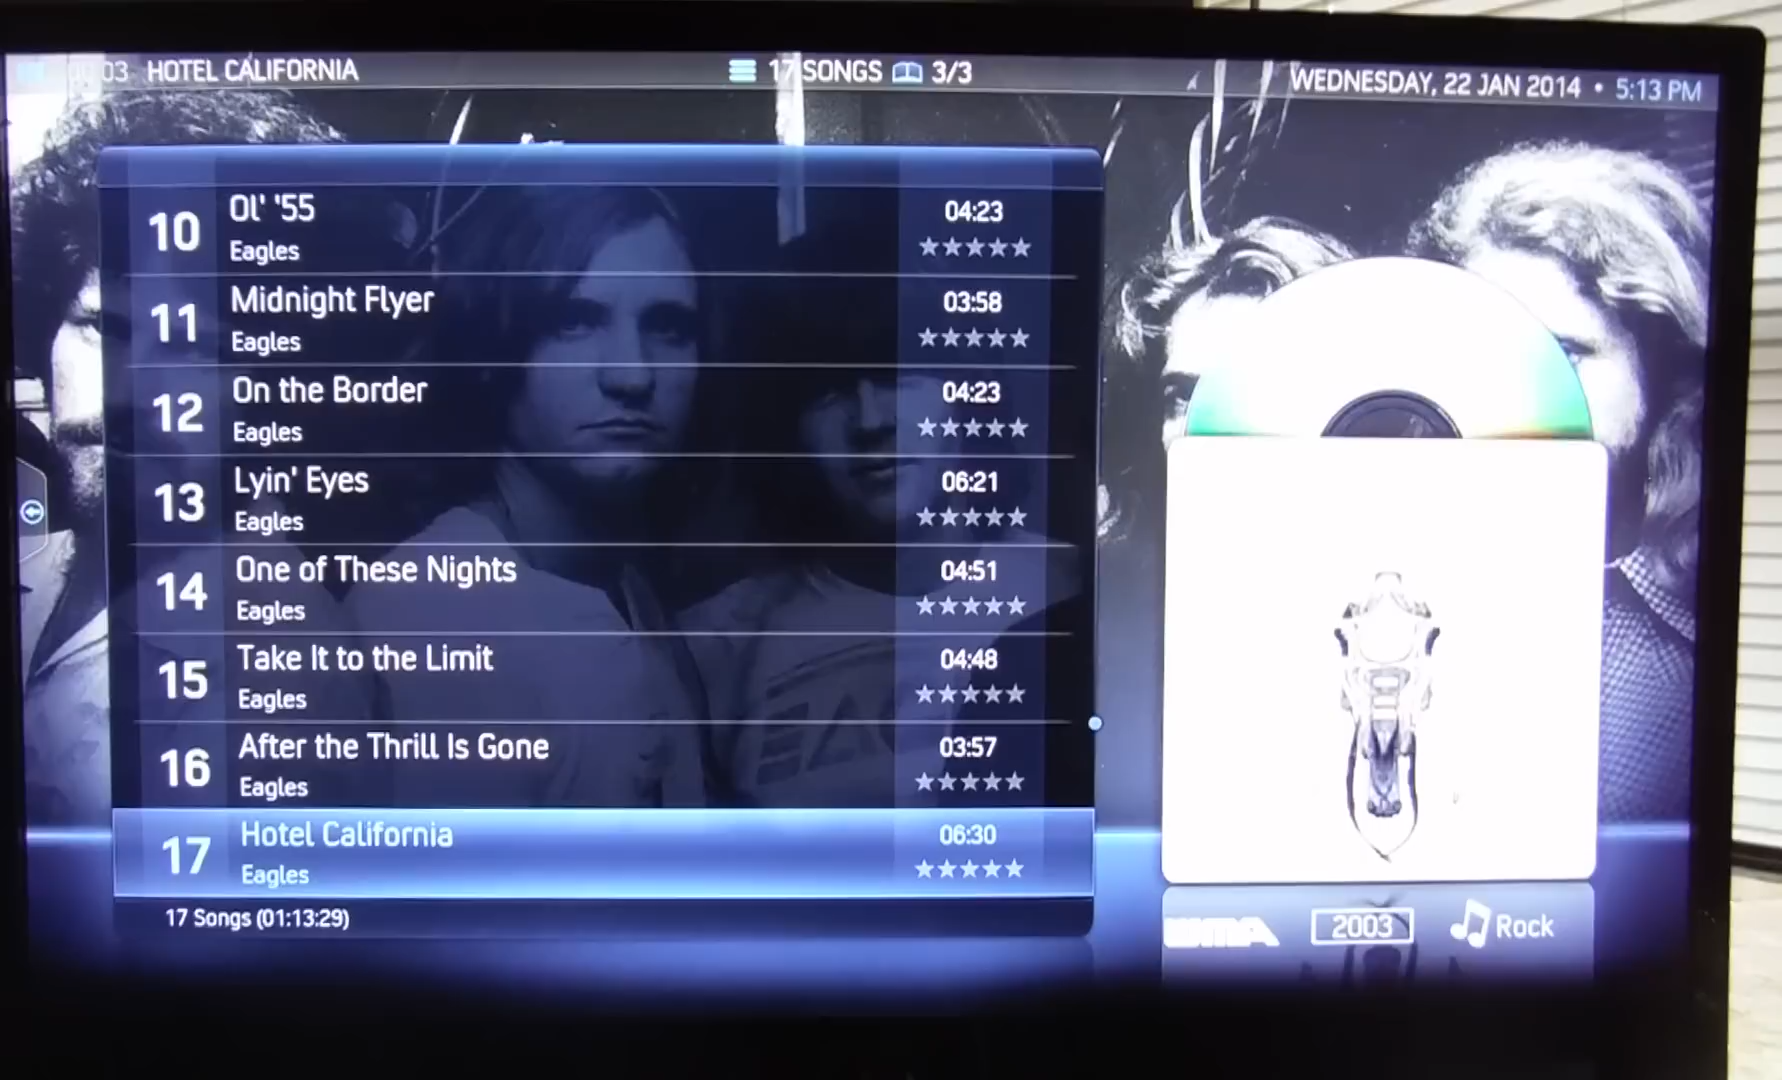 HOTEL CALIFORNIA
17 SONGS 3/3
WEDNESDAY, 22 JAN 2014 • 5:13 PM
10 Ol' '55 04:23
Eagles
11 Midnight Flyer 03:58
Eagles
12 On the Border 04:23
Eagles
13 Lyin' Eyes 06:21
Eagles
14 One of These Nights 04:51
Eagles
15 Take It to the Limit 04:48
Eagles
16 After the Thrill Is Gone 03:57
Eagles
17 Hotel California 06:30
Eagles
17 Songs (01:13:29)
WMA 2003 Rock